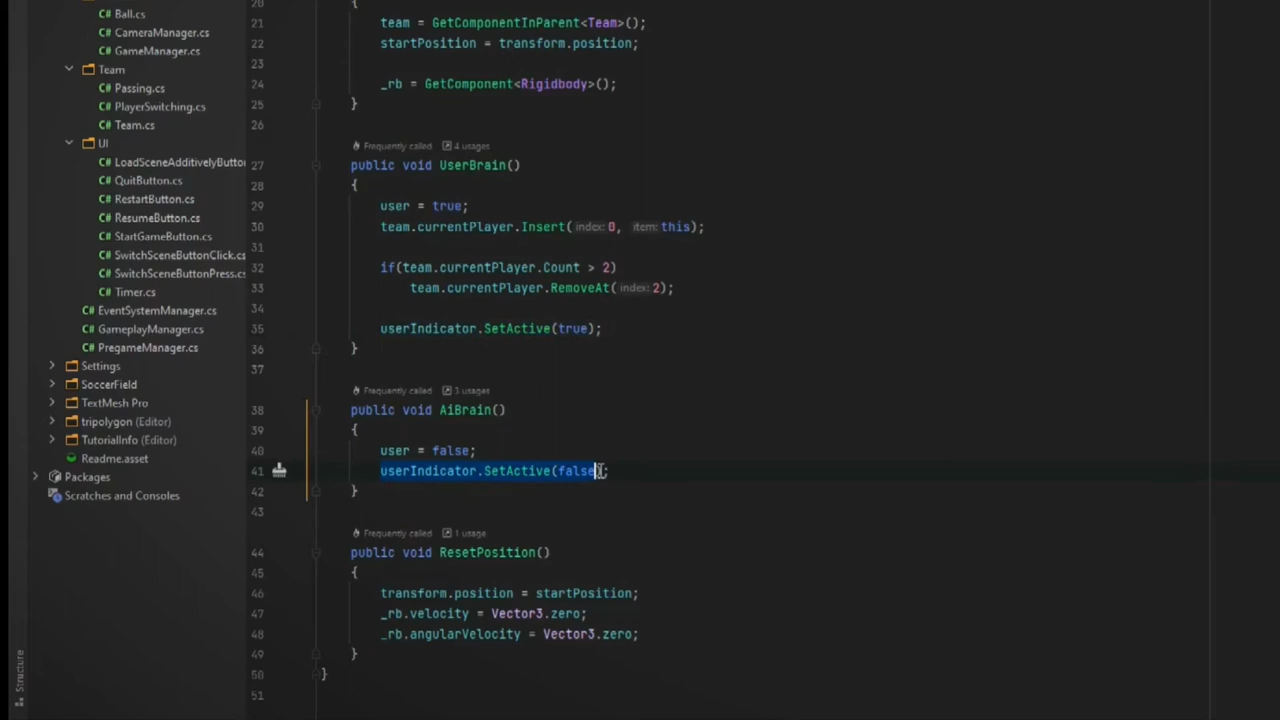 Ball.cs
CameraManager.cs
GameManager.cs
Team
Passing.cs
PlayerSwitching.cs
Team.cs
UI
LoadSceneAdditivelyButto
QuitButton.cs
RestartButton.cs
ResumeButton.cs
StartGameButton.cs
SwitchSceneButtonClick.cs
SwitchSceneButtonPress.cs
Timer.cs
EventSystemManager.cs
GameplayManager.cs
PregameManager.cs
Settings
SoccerField
TextMesh Pro
tripolygon (Editor)
TutorialInfo (Editor)
Readme.asset
Packages
Scratches and Consoles
Structure
20 {
21 team = GetComponentInParent<Team>();
22 startPosition = transform.position;
23
24 _rb = GetComponent<Rigidbody>();
25 }
26
Frequently called 4 usages
27 public void UserBrain()
28 {
29 user = true;
30 team.currentPlayer.Insert( index: 0, item: this);
31
32 if(team.currentPlayer.Count > 2)
33 team.currentPlayer.RemoveAt( index: 2);
34
35 userIndicator.SetActive(true);
36 }
37
Frequently called 3 usages
38 public void AiBrain()
39 {
40 user = false;
41 userIndicator.SetActive(false);
42 }
43
Frequently called 1 usage
44 public void ResetPosition()
45 {
46 transform.position = startPosition;
47 _rb.velocity = Vector3.zero;
48 _rb.angularVelocity = Vector3.zero;
49 }
50 }
51